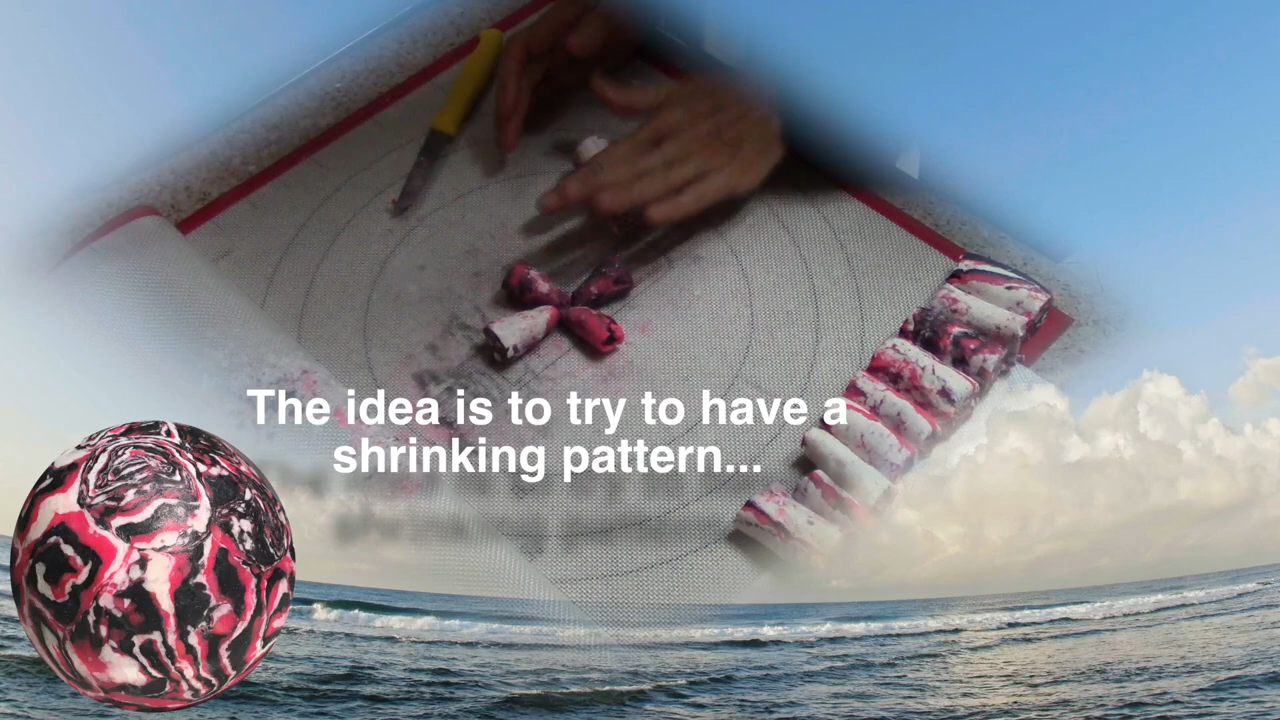 The idea is to try to have a
shrinking pattern...